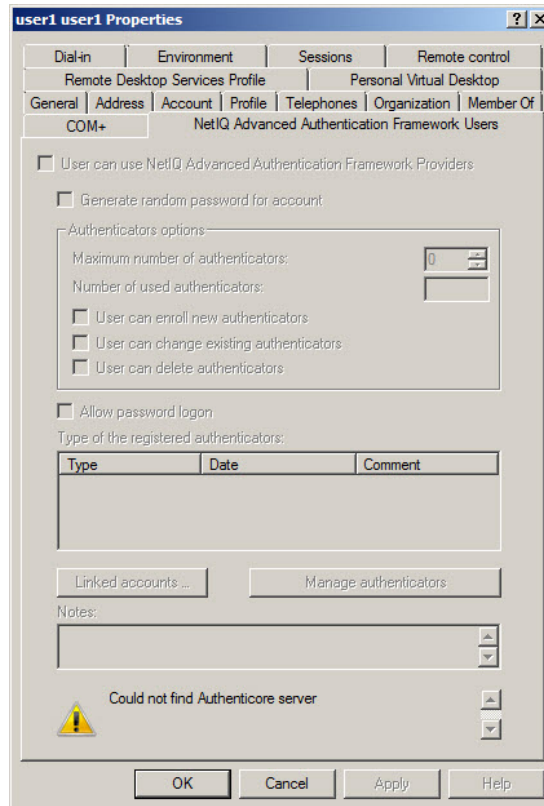 user1 user1 Properties
Dial-in Environment Sessions Remote control
Remote Desktop Services Profile Personal Virtual Desktop
General Address Account Profile Telephones Organization Member Of
COM+ NetIQ Advanced Authentication Framework Users
User can use NetIQ Advanced Authentication Framework Providers
Generate random password for account
Authenticators options
Maximum number of authenticators: 0
Number of used authenticators:
User can enroll new authenticators
User can change existing authenticators
User can delete authenticators
Allow password logon
Type of the registered authenticators:
Type Date Comment
Linked accounts ... Manage authenticators
Notes:
Could not find Authenticore server
OK Cancel Apply Help